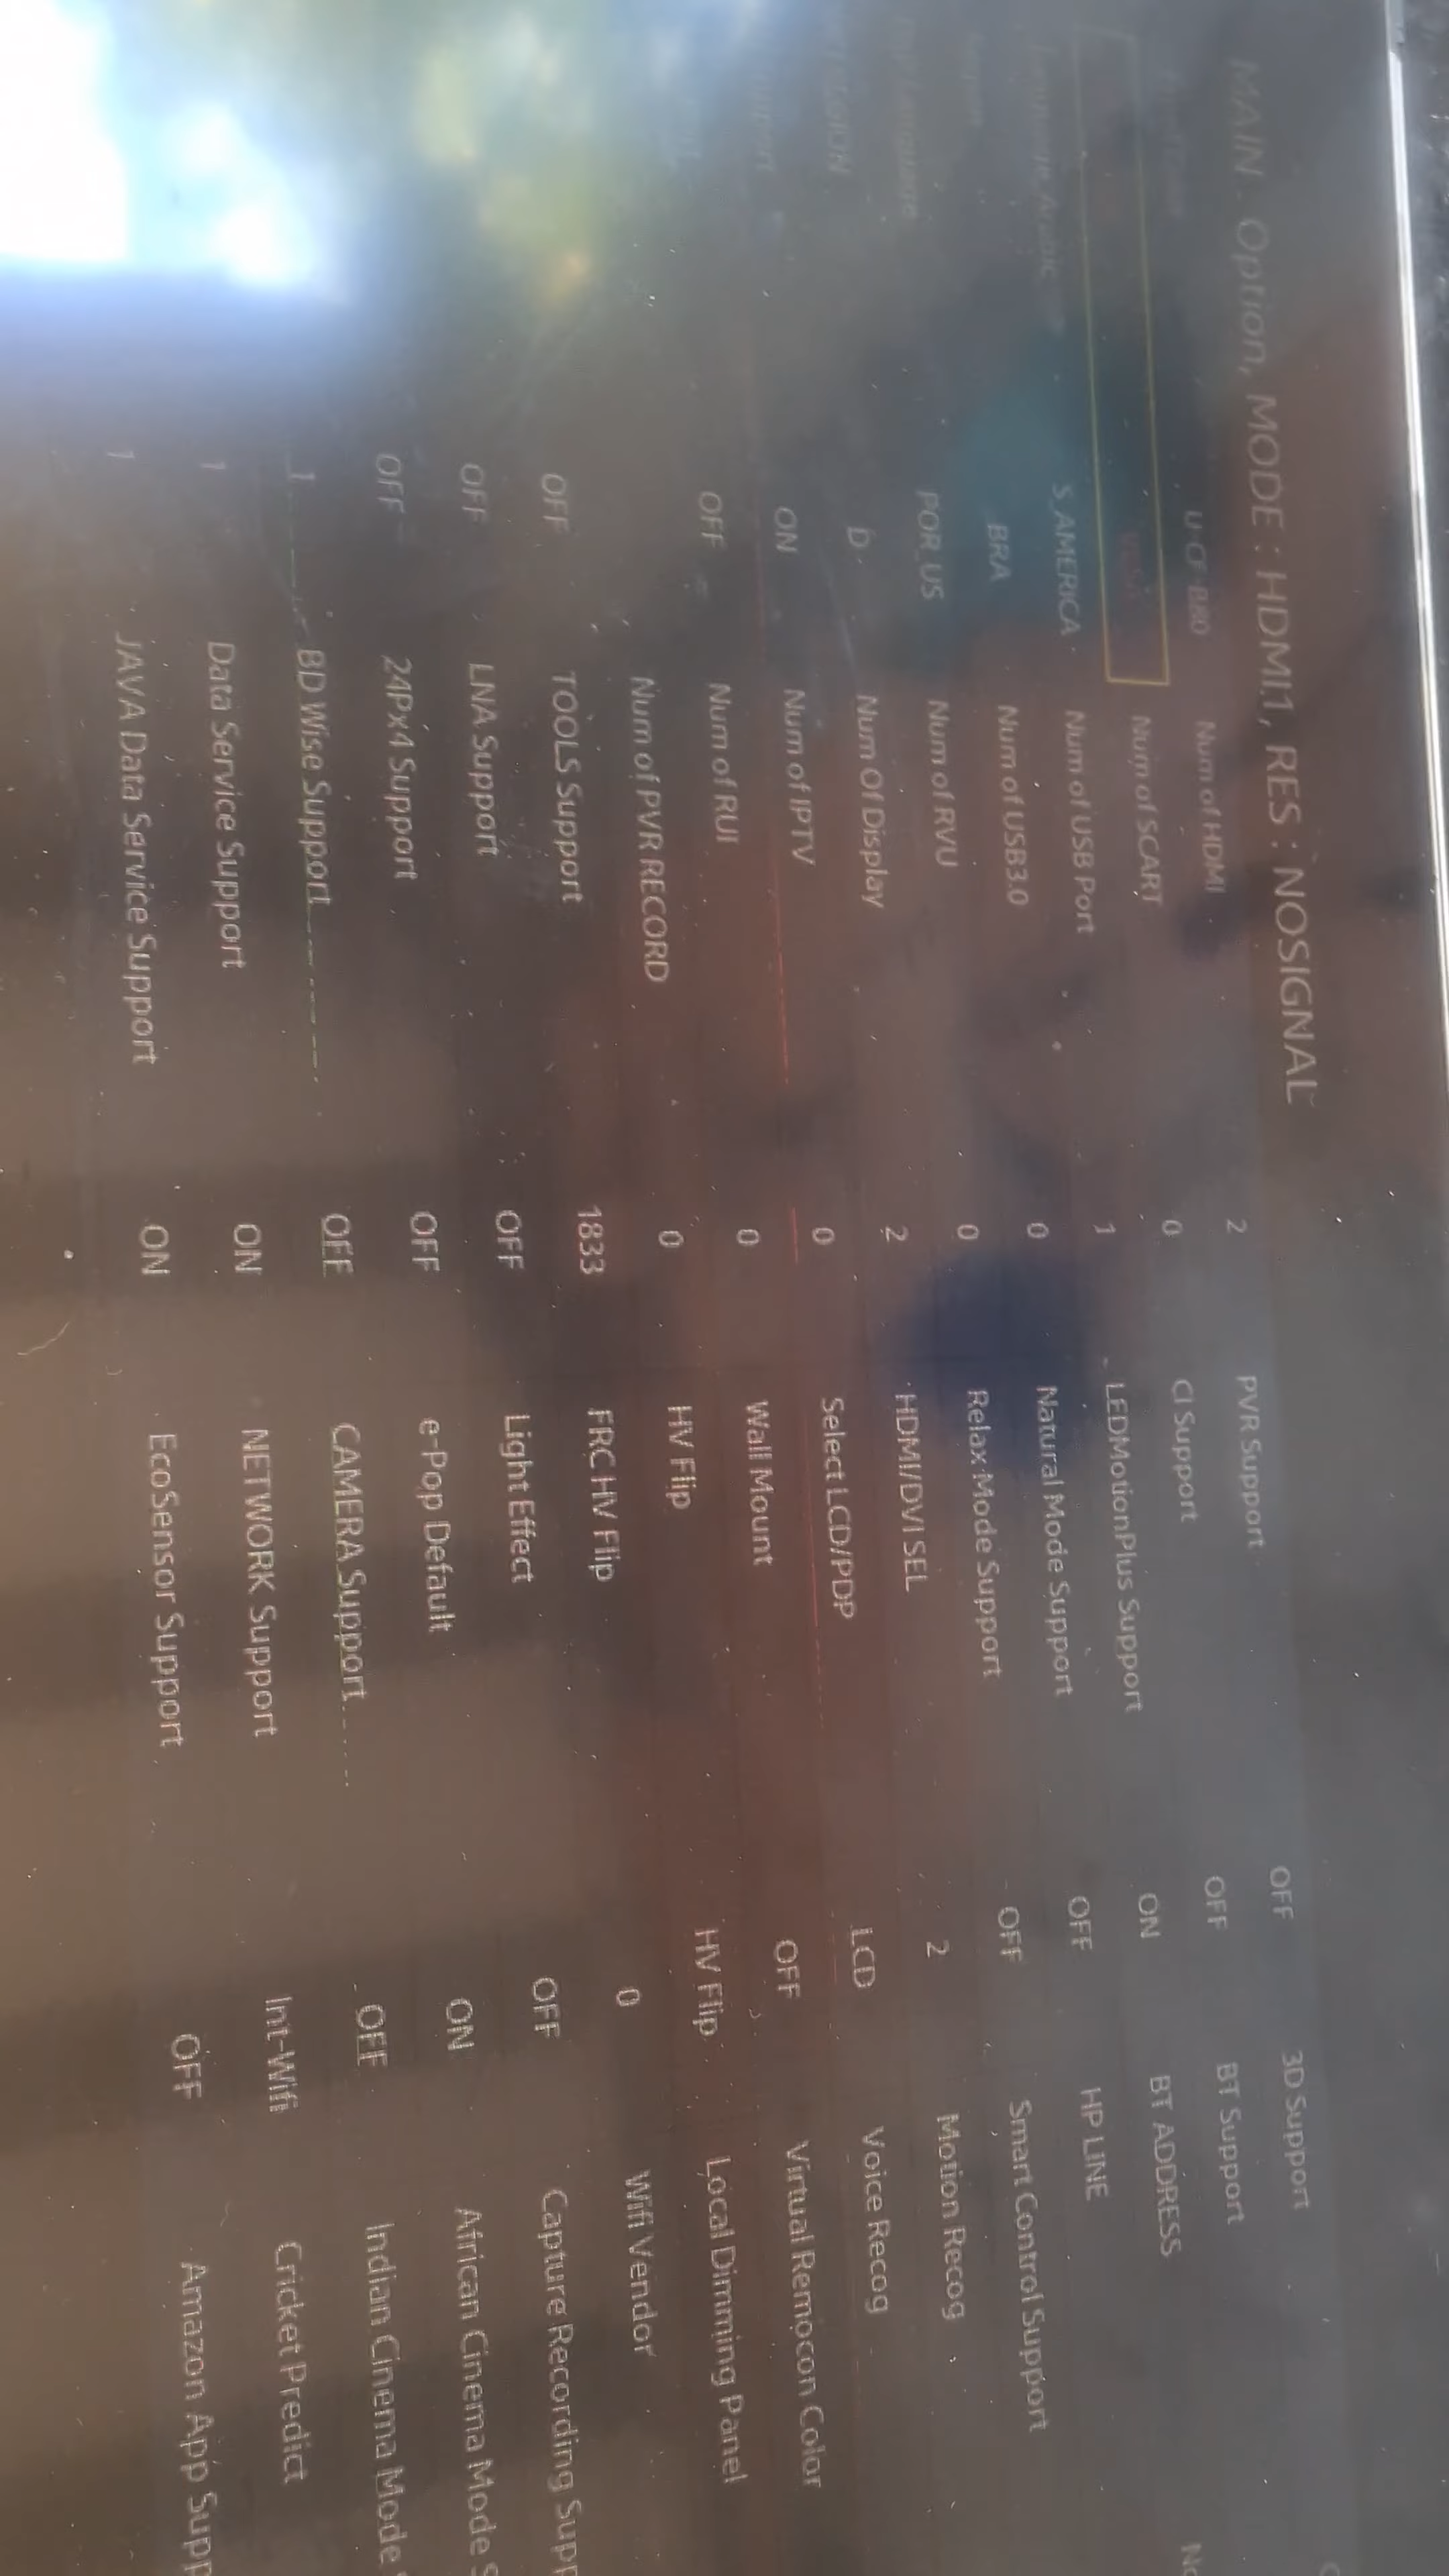 MAIN - Option, MODE : HDMI1, RES : NOSIGNAL
Num of HDMI 2 PVR Support OFF 3D Support
Num of SCART 0 CI Support OFF BT Support
S.AMERICA Num of USB Port 1 LEDMotionPlus Support ON BT ADDRESS
BRA Num of USB3.0 0 Natural Mode Support OFF HP LINE
POR_US Num of RVU 0 Relax Mode Support OFF Smart Control Support
Num Of Display 2 HDMI/DVI SEL 2 Motion Recog
ON Num of IPTV 0 Select LCD/PDP LCD Voice Recog
OFF Num of RUI 0 Wall Mount OFF Virtual Remocon Color
Num of PVR RECORD 0 HV Flip HV Flip Local Dimming Panel
OFF TOOLS Support 1833 FRC HV Flip 0 Wifi Vendor
OFF LNA Support OFF Light Effect OFF Capture Recording Supp
OFF 24Px4 Support OFF e-Pop Default ON African Cinema Mode S
1 BD Wise Support OFF CAMERA Support OFF Indian Cinema Mode
1 Data Service Support ON NETWORK Support Int-Wifi Cricket Predict
1 JAVA Data Service Support ON EcoSensor Support OFF Amazon App Supp